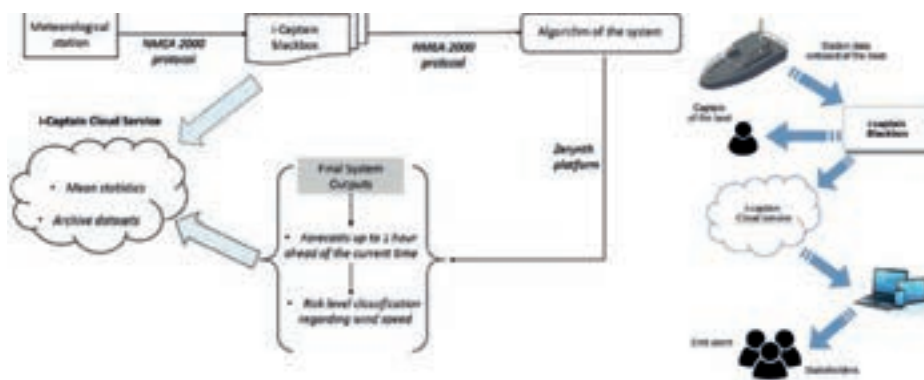 Meteorological
station
NMEA 2000
protocol
i-Captain
Blackbox
NMEA 2000
protocol
Algorithm of the system
i-Captain Cloud Service
• Mean statistics
• Archive datasets
Final System
Outputs
• Forecasts up to 1 hour
ahead of the current time
• Risk level classification
regarding wind speed
Zerynth
platform
onboard of the boat
Captain
of the boat
i-captain
Blackbox
i-captain
Cloud service
End users
Stakeholders